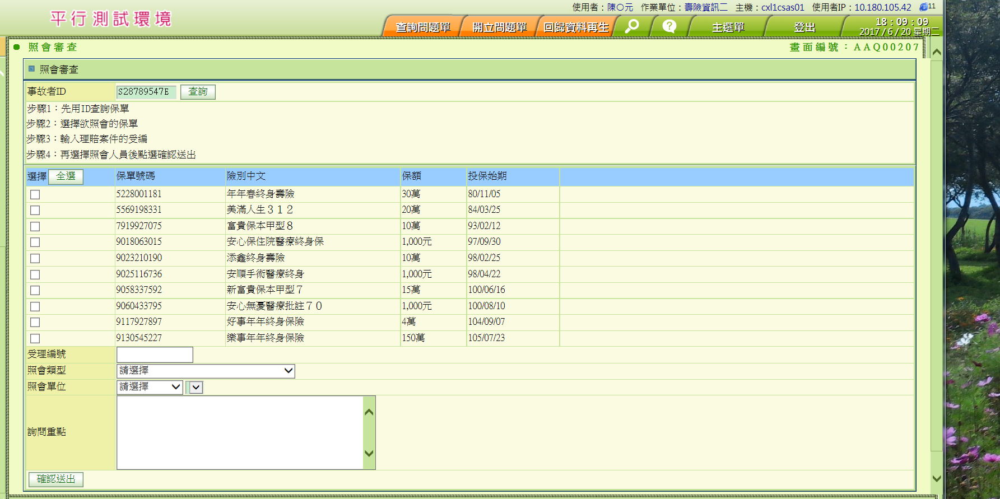 使用者：陳○元 作業單位：壽險資訊二 主機：cxl1csas01 使用者IP：10.180.105.42 11
平行測試環境
查詢問題單 開立問題單 回歸資料再生 ? 主選單 登出 18：09：09
2017 / 6 / 20 星期二
照會審查 畫面編號：AAQ00207
照會審查
事故者ID S28789547E 查詢
步驟1：先用ID查詢保單
步驟2：選擇欲照會的保單
步驟3：輸入理賠案件的受編
步驟4：再選擇照會人員後點選確認送出
選擇 全選 保單號碼 險別中文 保額 投保始期
5228001181 年年春終身壽險 30萬 80/11/05
5569198331 美滿人生３１２ 20萬 84/03/25
7919927075 富貴保本甲型８ 10萬 93/02/12
9018063015 安心保住院醫療終身保 1,000元 97/09/30
9023210190 添鑫終身壽險 10萬 98/02/25
9025116736 安順手術醫療終身 1,000元 98/04/22
9058337592 新富貴保本甲型７ 15萬 100/06/16
9060433795 安心無憂醫療批註７０ 1,000元 100/08/10
9117927897 好事年年終身保險 4萬 104/09/07
9130545227 樂事年年終身保險 150萬 105/07/23
受理編號
照會類型 請選擇
照會單位 請選擇
詢問重點
確認送出